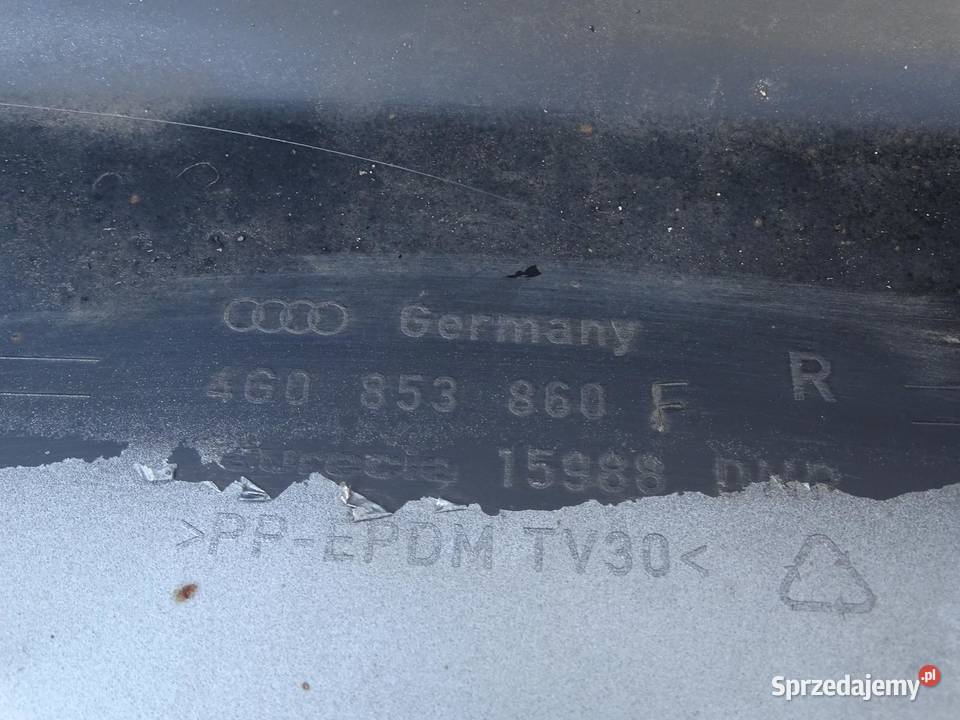 Germany
4G0 853 860 F R
15988
>PP-EPDM TV30<
Sprzedajemy.pl